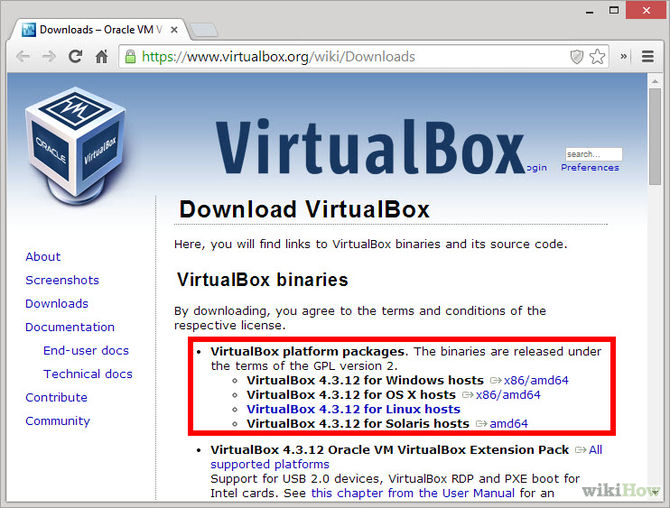 Downloads – Oracle VM V
https://www.virtualbox.org/wiki/Downloads
ORACLE
VirtualBox
VirtualBox
search...
ogin Preferences
About
Screenshots
Downloads
Documentation
End-user docs
Technical docs
Contribute
Community
Download VirtualBox
Here, you will find links to VirtualBox binaries and its source code.
VirtualBox binaries
By downloading, you agree to the terms and conditions of the
respective license.
• VirtualBox platform packages. The binaries are released under
the terms of the GPL version 2.
VirtualBox 4.3.12 for Windows hosts x86/amd64
VirtualBox 4.3.12 for OS X hosts x86/amd64
VirtualBox 4.3.12 for Linux hosts
VirtualBox 4.3.12 for Solaris hosts amd64
• VirtualBox 4.3.12 Oracle VM VirtualBox Extension Pack All
supported platforms
Support for USB 2.0 devices, VirtualBox RDP and PXE boot for
Intel cards. See this chapter from the User Manual for an
wikiHow